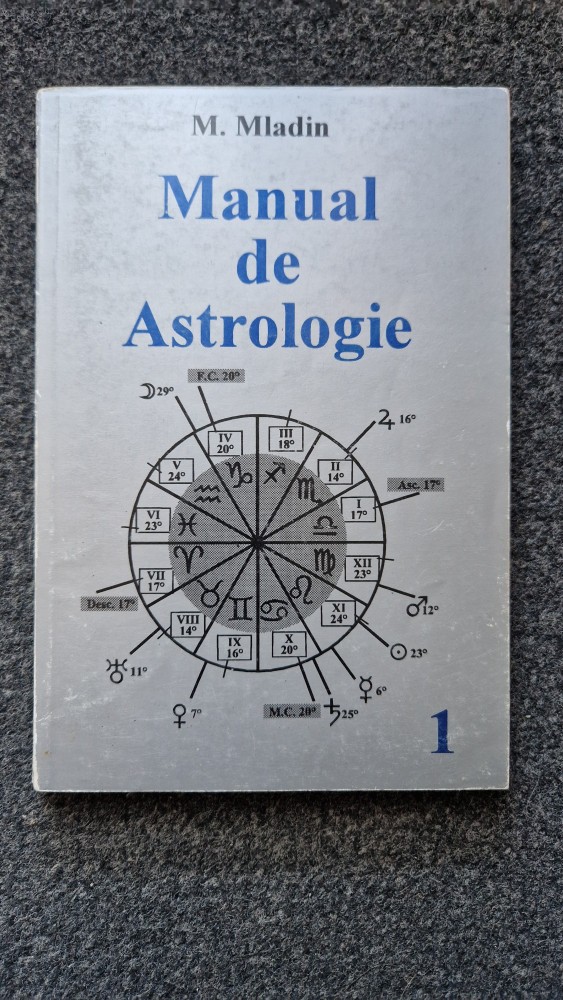 M. Mladin
Manual
de
Astrologie
F.C. 20°
☽ 29°
III
18°
IV
20°
♃ 16°
II
14°
V
24°
Asc. 17°
I
17°
VI
23°
♑ ♐
♒ ♏
♓ ♎
♈ ♍
♉ ♌
♊ ♋
XII
23°
VII
17°
Desc. 17°
♂ 12°
XI
24°
VIII
14°
IX
16°
X
20°
☉ 23°
♅ 11°
☿ 6°
♀ 7°
M.C. 20°
♄ 25°
1